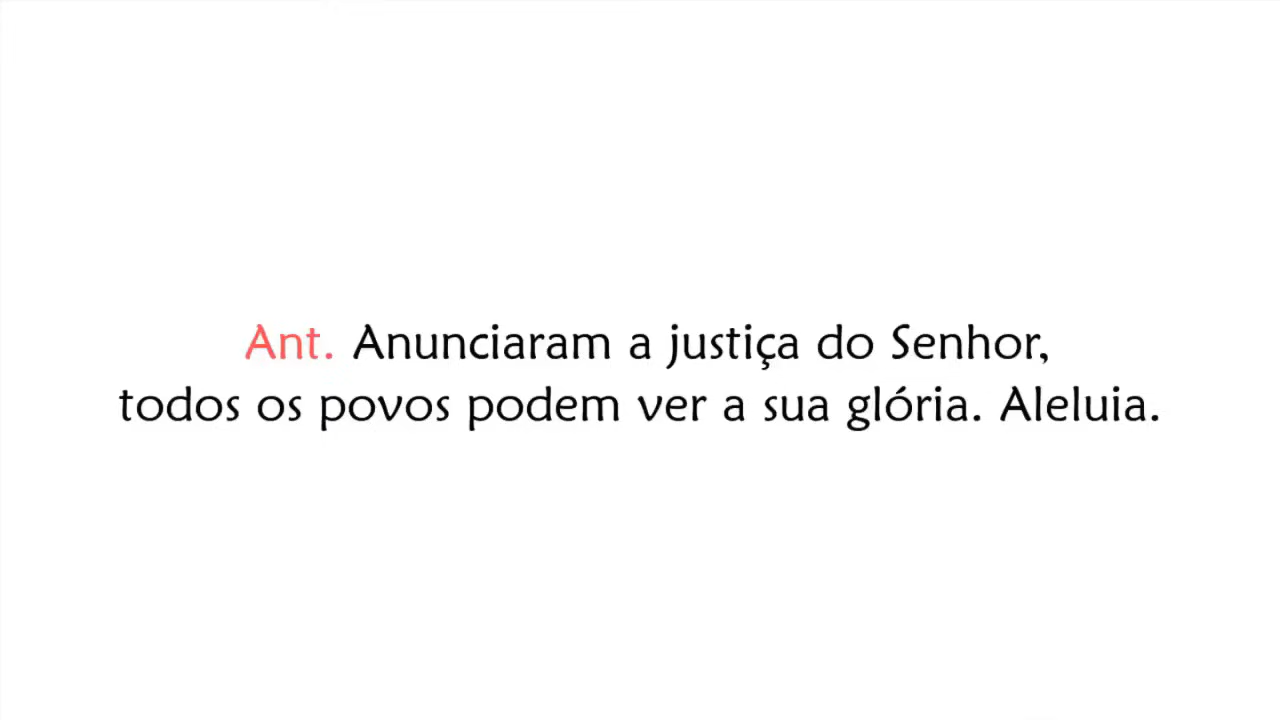 Ant. Anunciaram a justiça do Senhor,
todos os povos podem ver a sua glória. Aleluia.